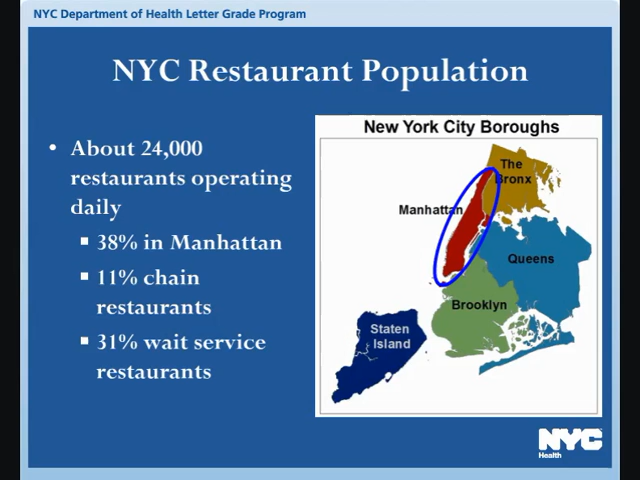 NYC Department of Health Letter Grade Program
NYC Restaurant Population
• About 24,000
restaurants operating
daily
▪ 38% in Manhattan
▪ 11% chain
restaurants
▪ 31% wait service
restaurants
New York City Boroughs
The
Bronx
Manhattan
Queens
Brooklyn
Staten
Island
NYC
Health